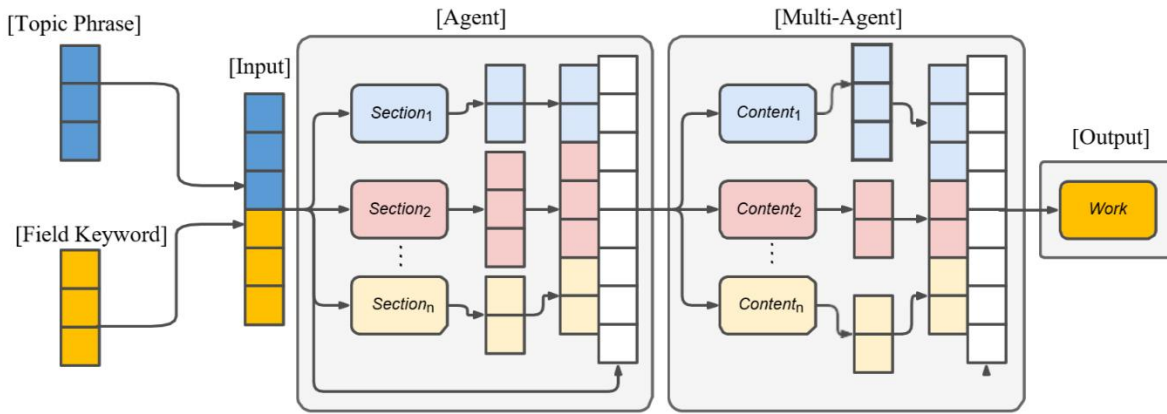 [Topic Phrase]
[Field Keyword]
[Input]
[Agent]
Section1
Section2
Sectionn
[Multi-Agent]
Content1
Content2
Contentn
[Output]
Work